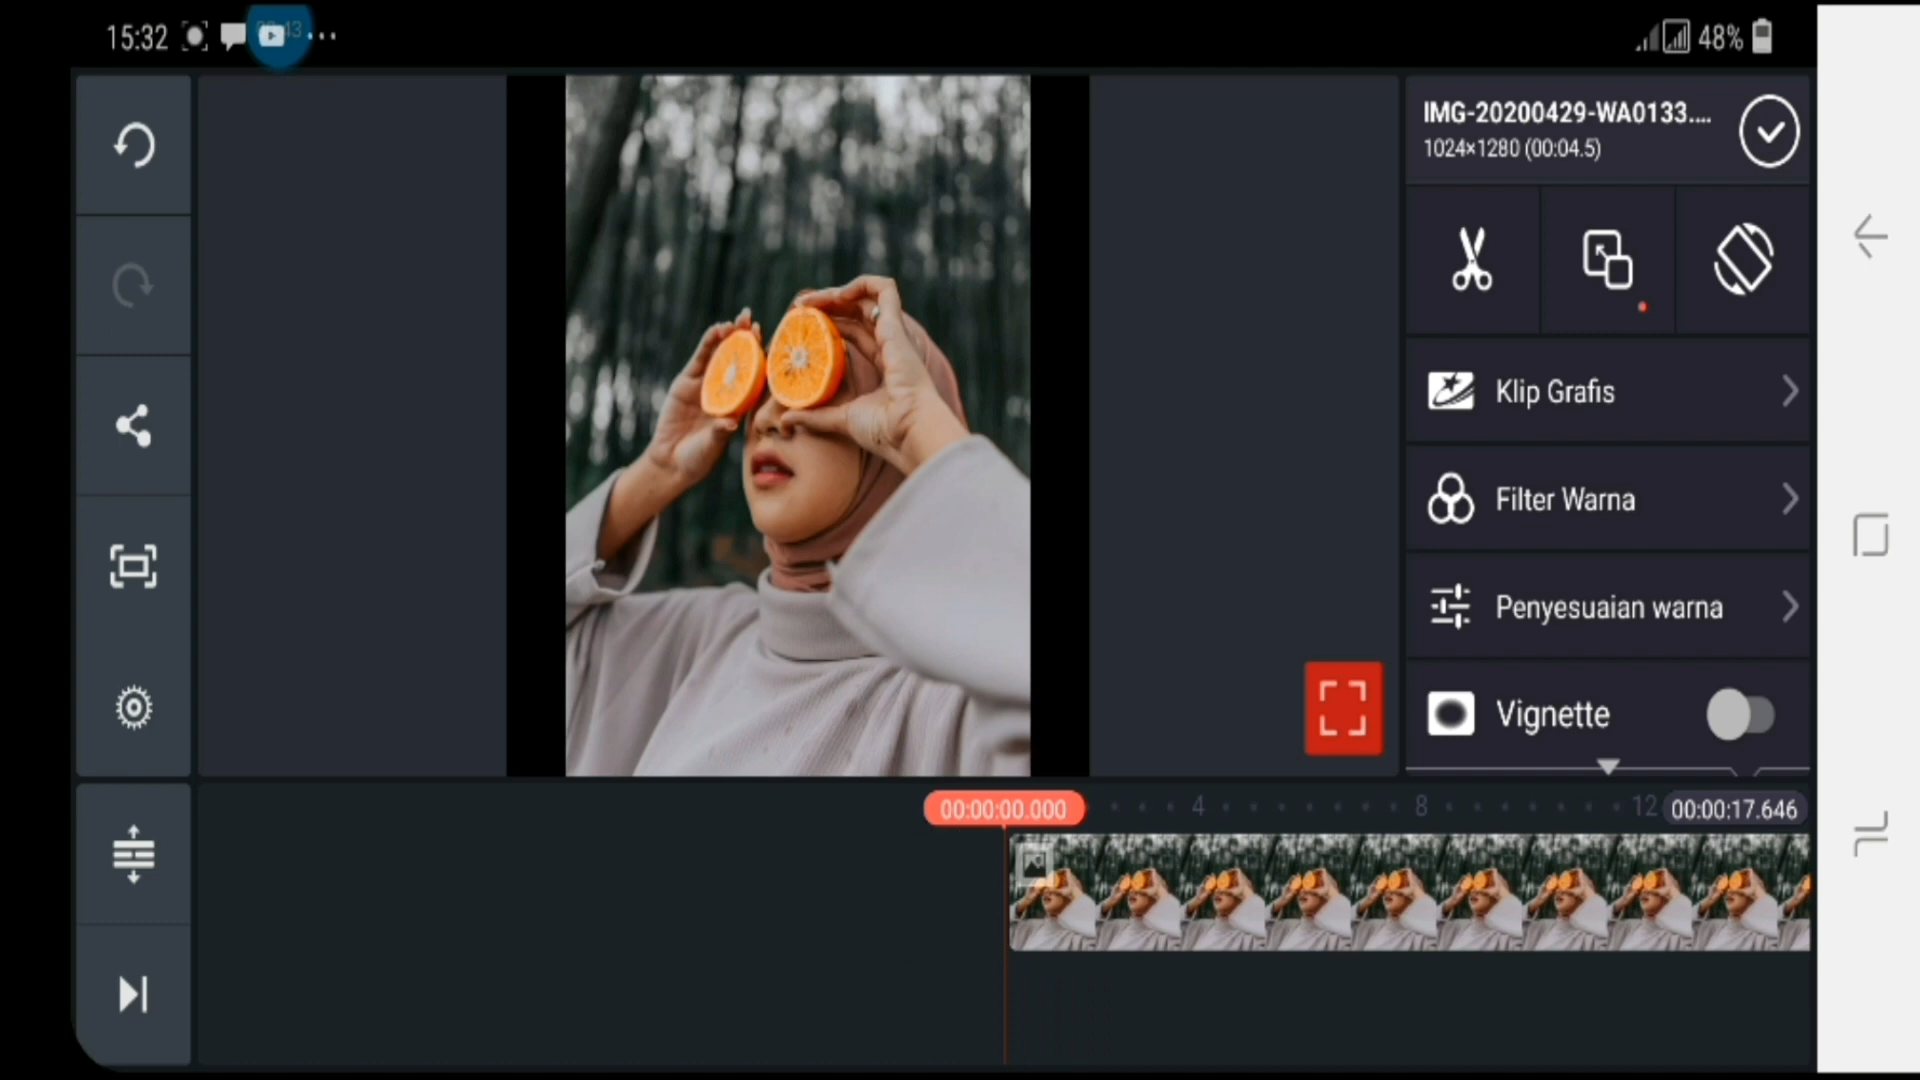 15:32
48%
IMG-20200429-WA0133....
1024×1280 (00:04.5)
Klip Grafis
Filter Warna
Penyesuaian warna
Vignette
00:00:00.000
4
8
12
00:00:17.646